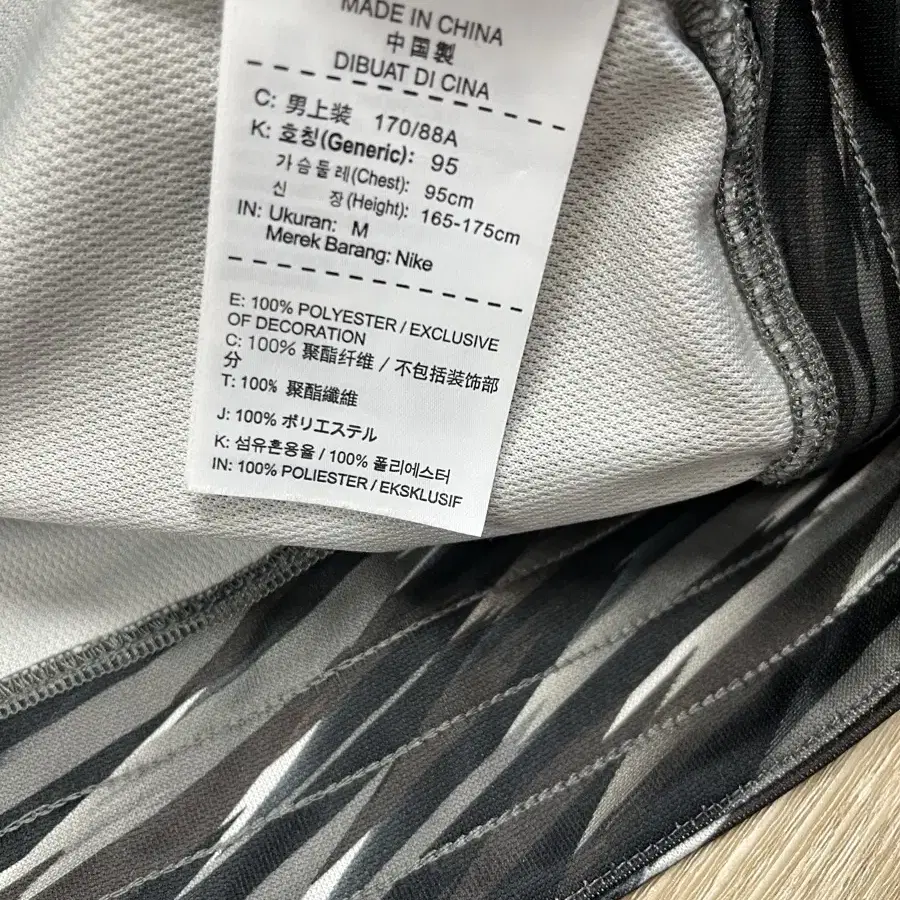 MADE IN CHINA
中国製
DIBUAT DI CINA
C: 男上装 170/88A
K: 호칭(Generic): 95
가슴둘레(Chest): 95cm
신 장(Height): 165-175cm
IN: Ukuran: M
Merek Barang: Nike
E: 100% POLYESTER / EXCLUSIVE
OF DECORATION
C: 100% 聚酯纤维 / 不包括装饰部
分
T: 100% 聚酯纖維
J: 100% ポリエステル
K: 섬유혼용율 / 100% 폴리에스터
IN: 100% POLIESTER / EKSKLUSIF